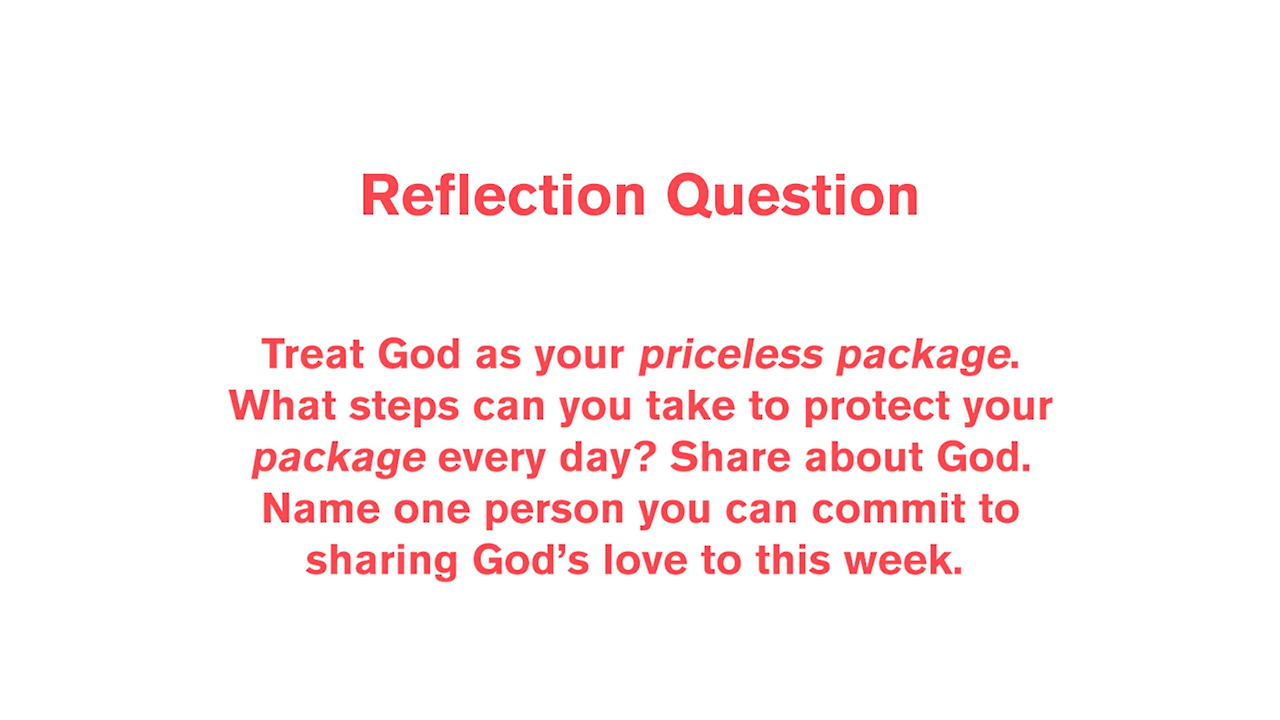 Reflection Question
Treat God as your priceless package.
What steps can you take to protect your
package every day? Share about God.
Name one person you can commit to
sharing God’s love to this week.